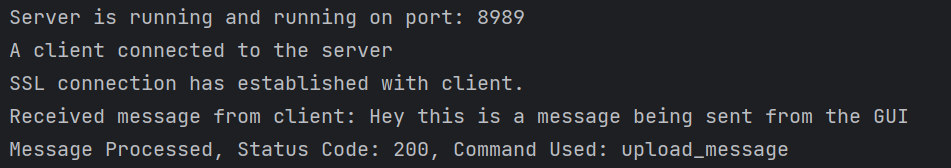 Server is running and running on port: 8989
A client connected to the server
SSL connection has established with client.
Received message from client: Hey this is a message being sent from the GUI
Message Processed, Status Code: 200, Command Used: upload_message